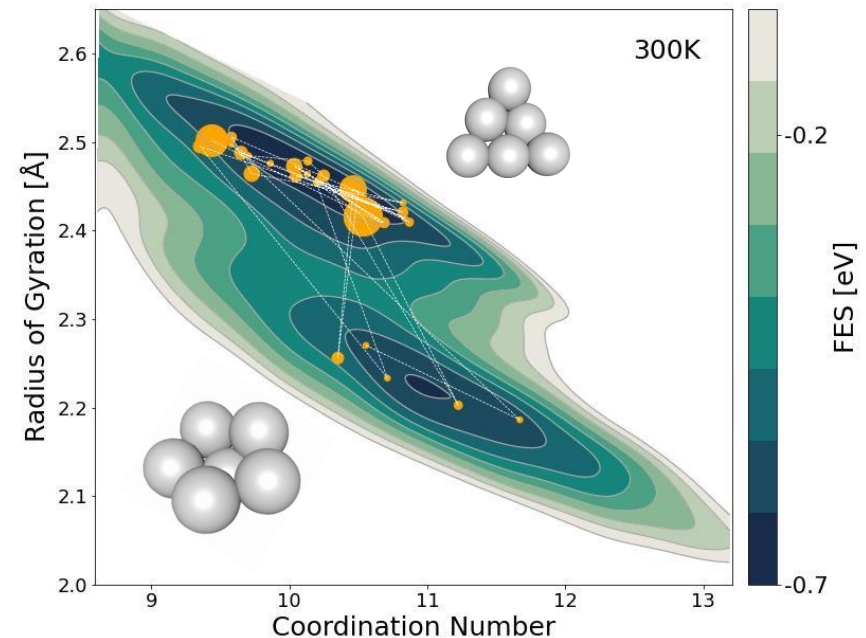 300K
2.6
2.5
2.4
2.3
2.2
2.1
2.0
Radius of Gyration [Å]
9 10 11 12 13
Coordination Number
-0.2
-0.7
FES [eV]